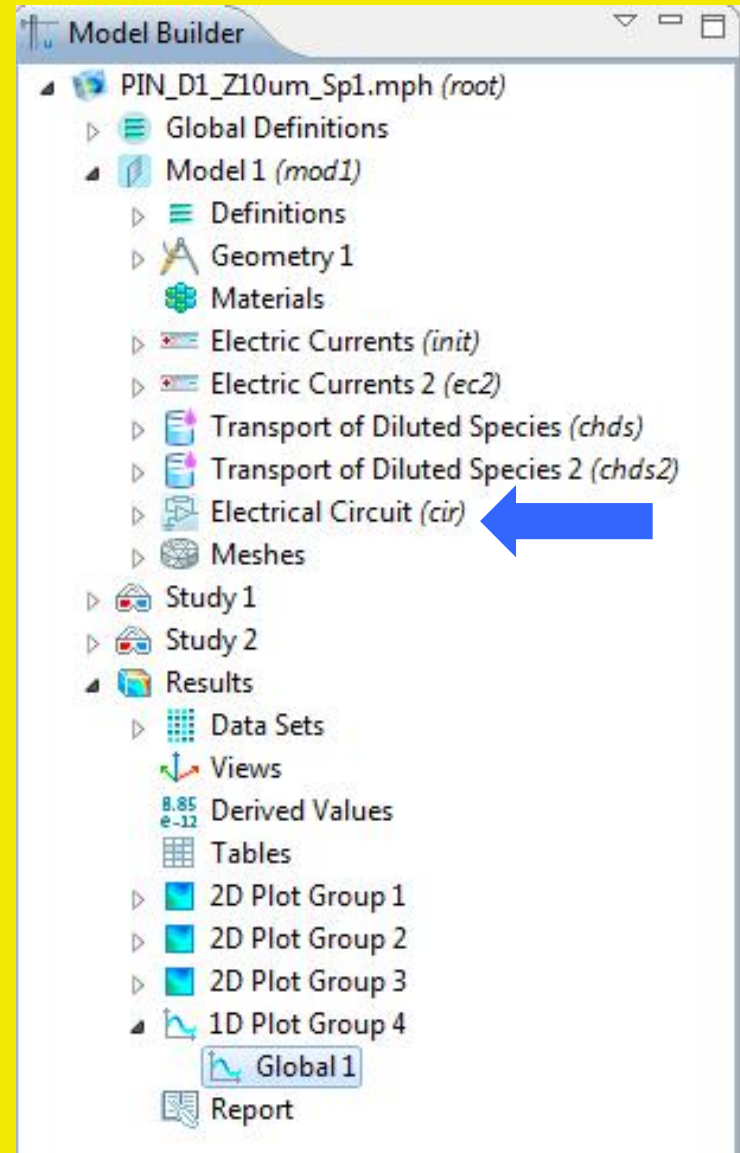 Model Builder
PIN_D1_Z10um_Sp1.mph (root)
Global Definitions
Model 1 (mod1)
Definitions
Geometry 1
Materials
Electric Currents (init)
Electric Currents 2 (ec2)
Transport of Diluted Species (chds)
Transport of Diluted Species 2 (chds2)
Electrical Circuit (cir)
Meshes
Study 1
Study 2
Results
Data Sets
Views
8.85
e-12 Derived Values
Tables
2D Plot Group 1
2D Plot Group 2
2D Plot Group 3
1D Plot Group 4
Global 1
Report